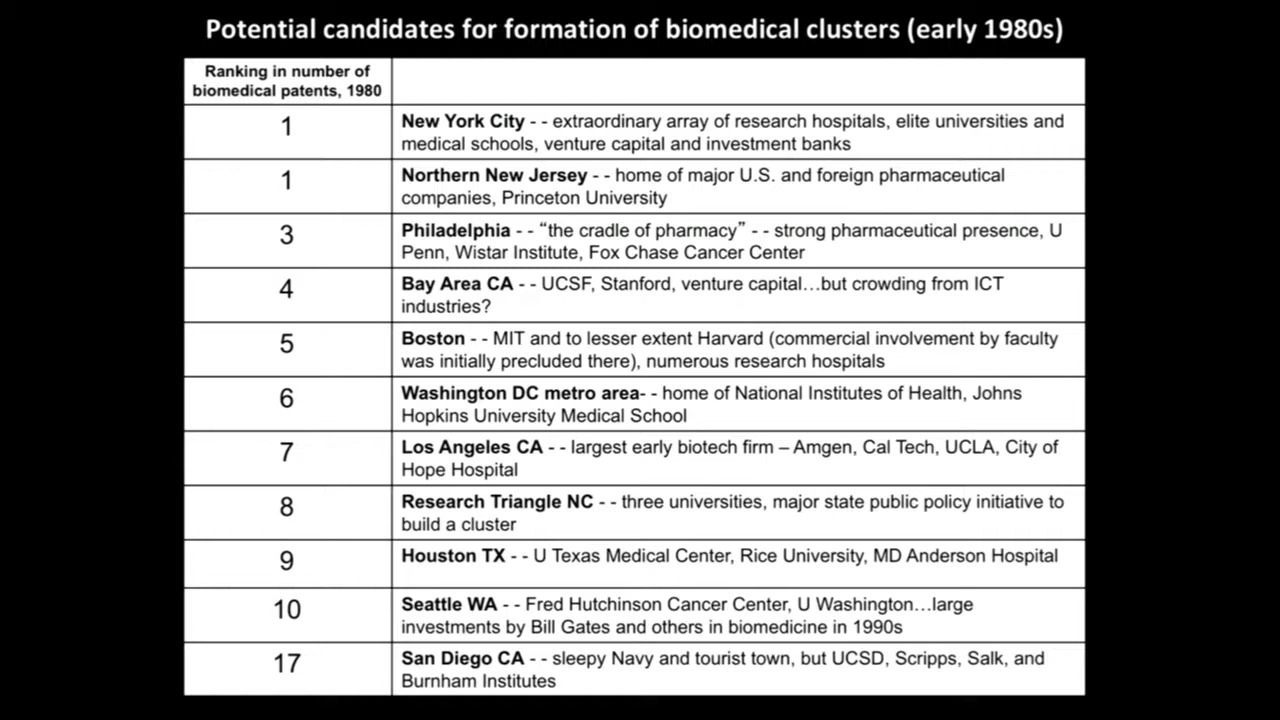 Potential candidates for formation of biomedical clusters (early 1980s)
Ranking in number of
biomedical patents, 1980
1
New York City - - extraordinary array of research hospitals, elite universities and
medical schools, venture capital and investment banks
1
Northern New Jersey - - home of major U.S. and foreign pharmaceutical
companies, Princeton University
3
Philadelphia - - “the cradle of pharmacy” - - strong pharmaceutical presence, U
Penn, Wistar Institute, Fox Chase Cancer Center
4
Bay Area CA - - UCSF, Stanford, venture capital…but crowding from ICT
industries?
5
Boston - - MIT and to lesser extent Harvard (commercial involvement by faculty
was initially precluded there), numerous research hospitals
6
Washington DC metro area- - home of National Institutes of Health, Johns
Hopkins University Medical School
7
Los Angeles CA - - largest early biotech firm – Amgen, Cal Tech, UCLA, City of
Hope Hospital
8
Research Triangle NC - - three universities, major state public policy initiative to
build a cluster
9
Houston TX - - U Texas Medical Center, Rice University, MD Anderson Hospital
10
Seattle WA - - Fred Hutchinson Cancer Center, U Washington…large
investments by Bill Gates and others in biomedicine in 1990s
17
San Diego CA - - sleepy Navy and tourist town, but UCSD, Scripps, Salk, and
Burnham Institutes